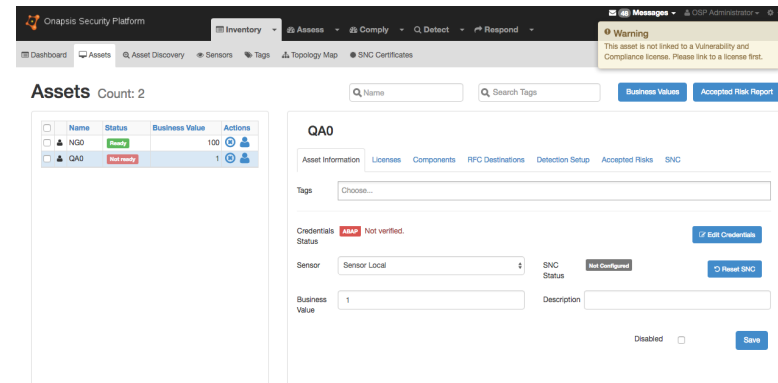 Onapsis Security Platform
Inventory Assess Comply Detect Respond
48 Messages OSP Administrator
Warning
This asset is not linked to a Vulnerability and
Compliance license. Please link to a license first.
Dashboard Assets Asset Discovery Sensors Tags Topology Map SNC Certificates
Assets Count: 2
Name
Search Tags
Business Values
Accepted Risk Report
Name Status Business Value Actions
NG0 Ready 100
QA0 Not ready 1
QA0
Asset Information Licenses Components RFC Destinations Detection Setup Accepted Risks SNC
Tags Choose...
Credentials Status ABAP Not verified.
Edit Credentials
Sensor Sensor Local
SNC Status Not Configured
Reset SNC
Business Value 1
Description
Disabled
Save